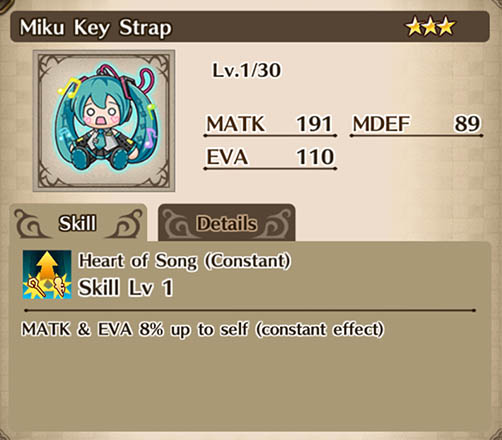 Miku Key Strap
Lv.1/30
MATK 191 MDEF 89
EVA 110
Skill Details
Heart of Song (Constant)
Skill Lv 1
MATK & EVA 8% up to self (constant effect)